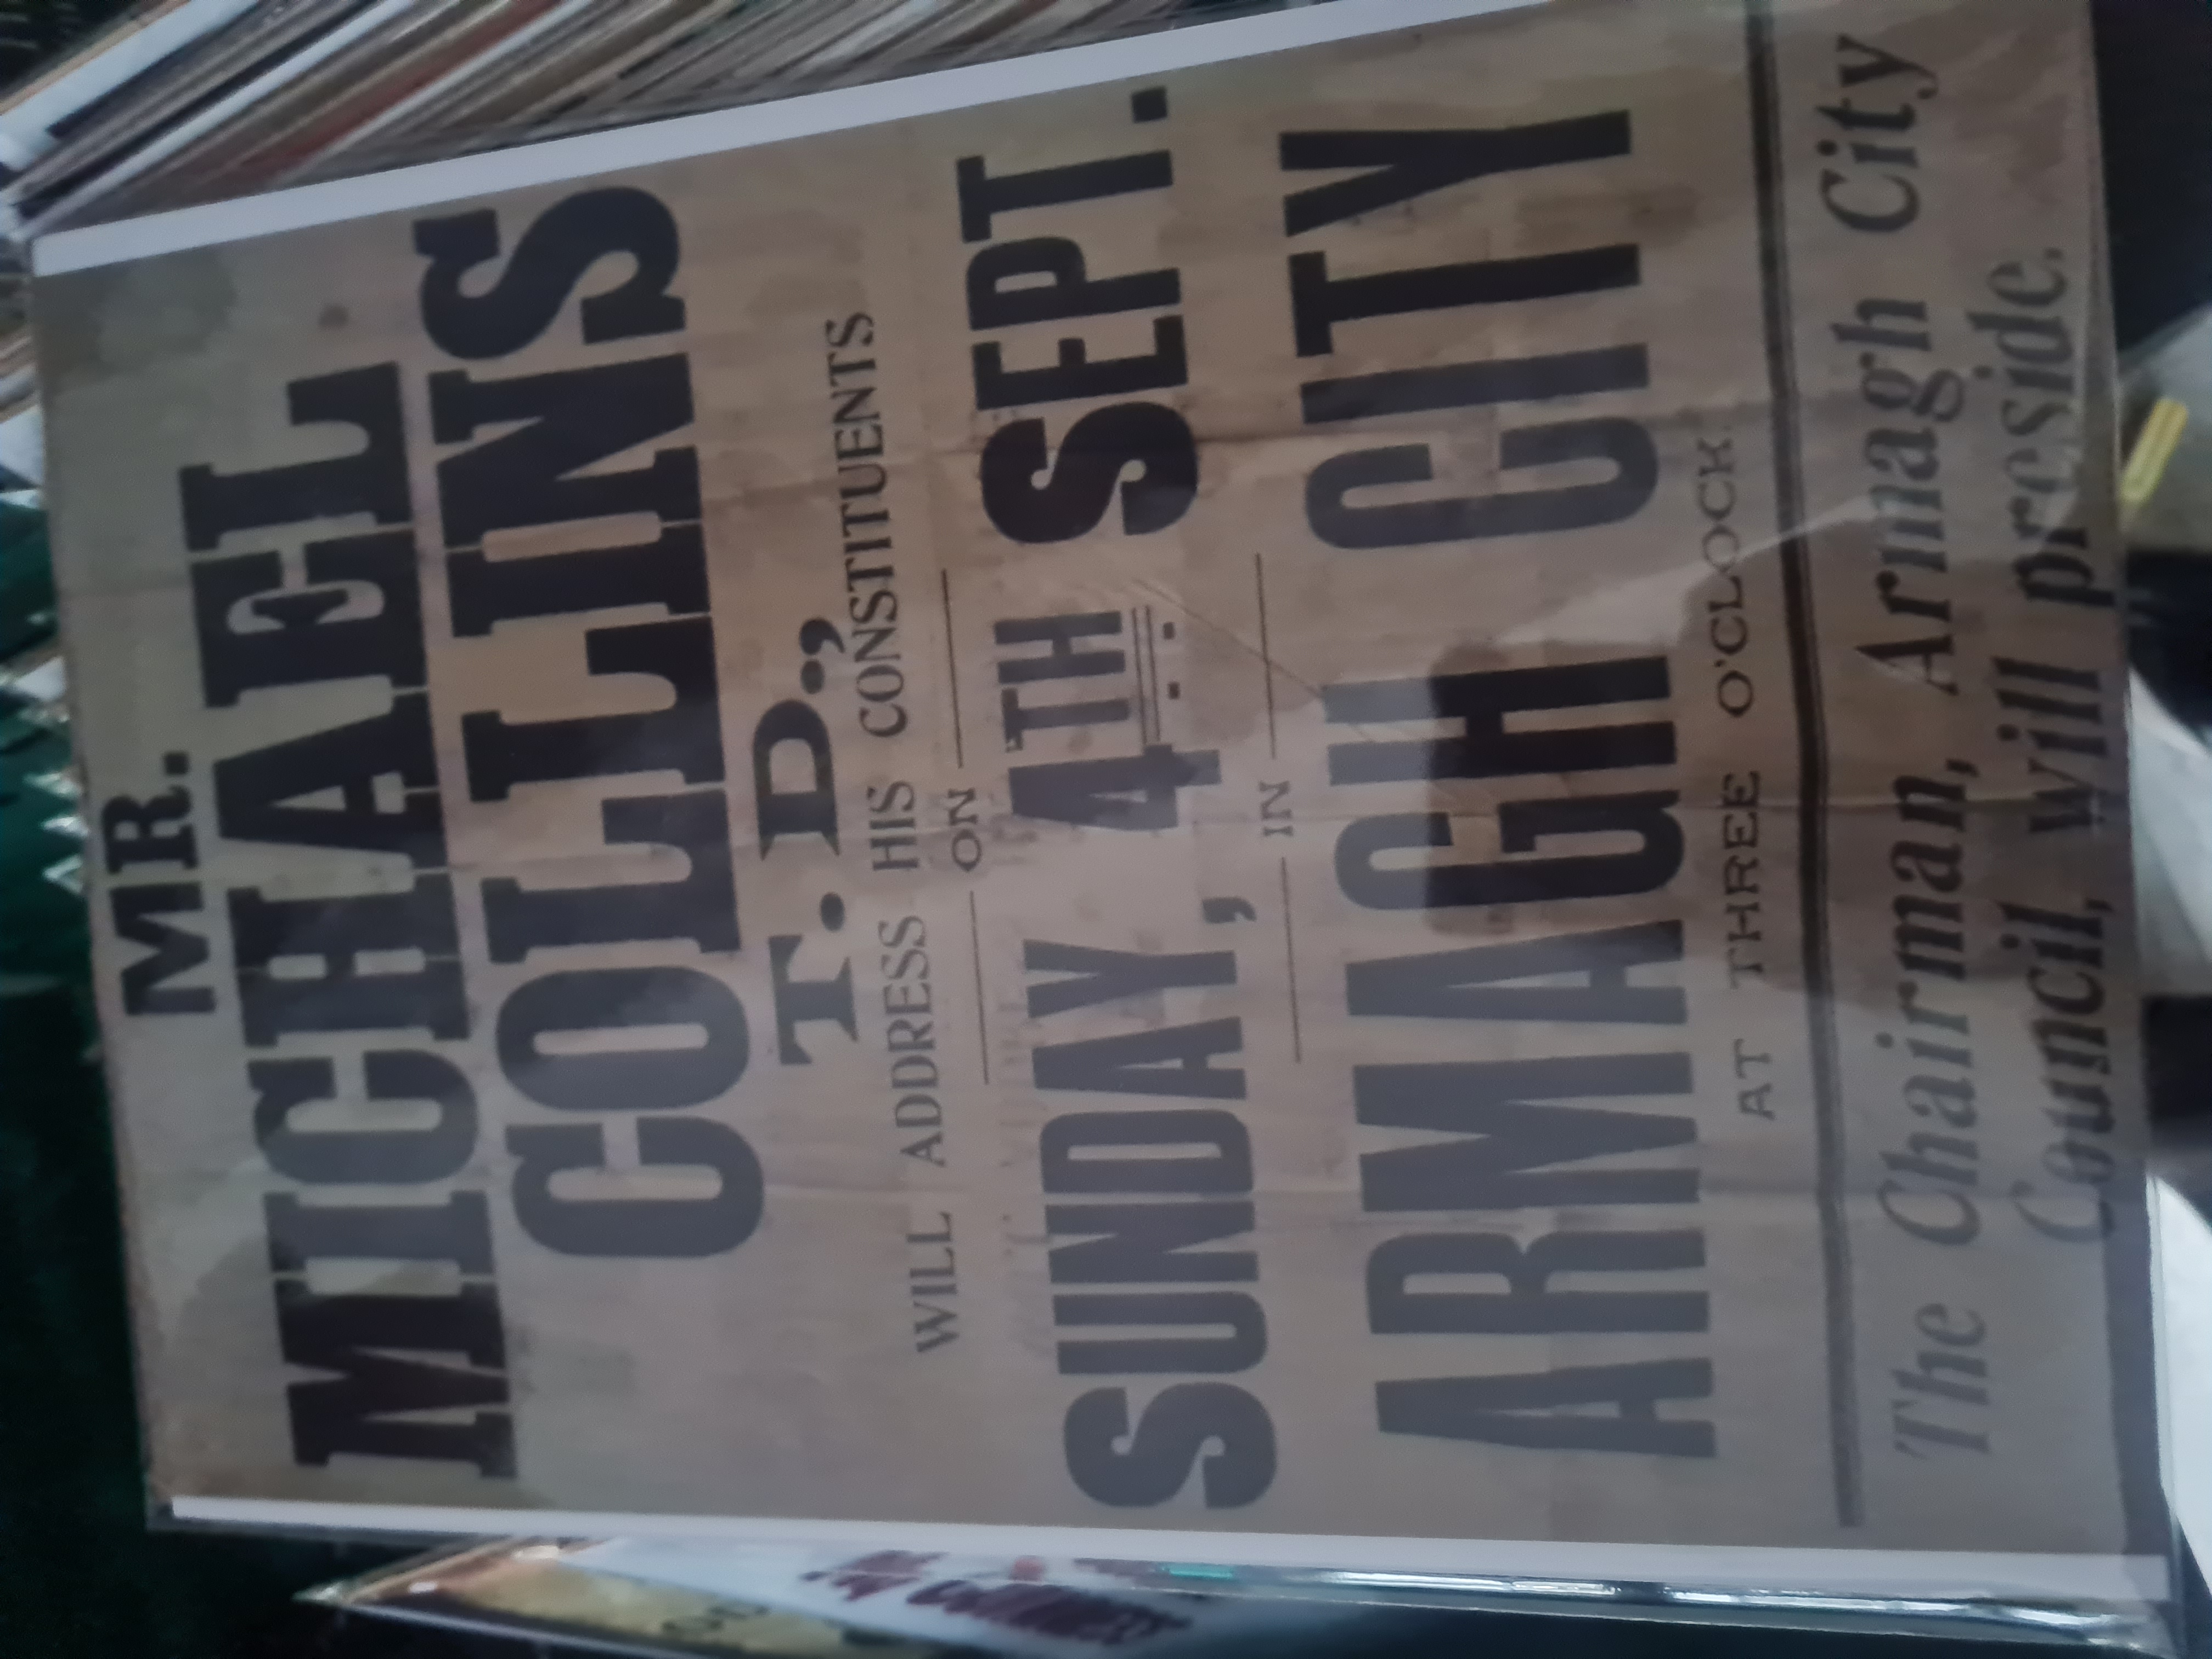 MR.
MICHAEL
COLLINS
T. D.,
WILL ADDRESS HIS CONSTITUENTS
ON
SUNDAY, 4TH SEPT.
IN
ARMAGH CITY
AT THREE O'CLOCK.
The Chairman, Armagh City
Council, will preside.